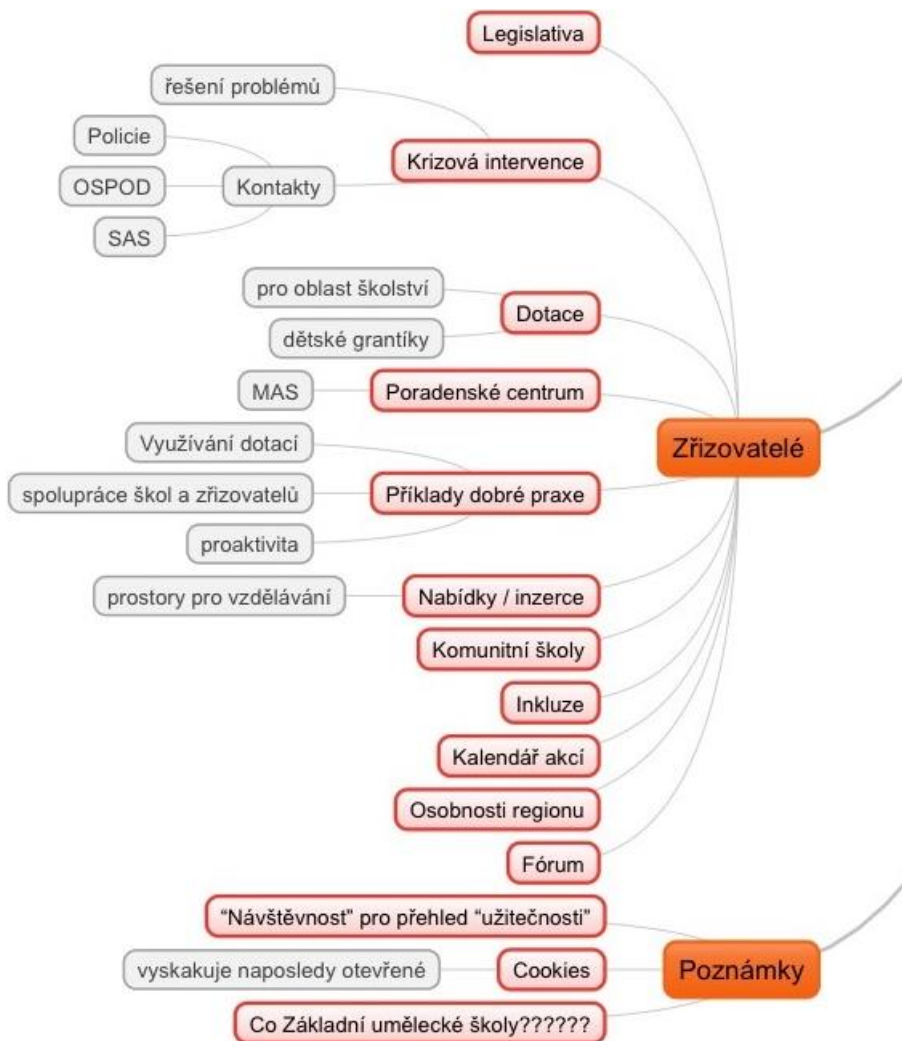 Legislativa
řešení problémů
Policie
Krizová intervence
OSPOD
Kontakty
SAS
pro oblast školství
Dotace
dětské grantíky
MAS
Poradenské centrum
Využívání dotací
Zřizovatelé
spolupráce škol a zřizovatelů
Příklady dobré praxe
proaktivita
prostory pro vzdělávání
Nabídky / inzerce
Komunitní školy
Inkluze
Kalendář akcí
Osobnosti regionu
Fórum
“Návštěvnost” pro přehled “užitečnosti”
vyskakuje naposledy otevřené
Cookies
Poznámky
Co Základní umělecké školy??????